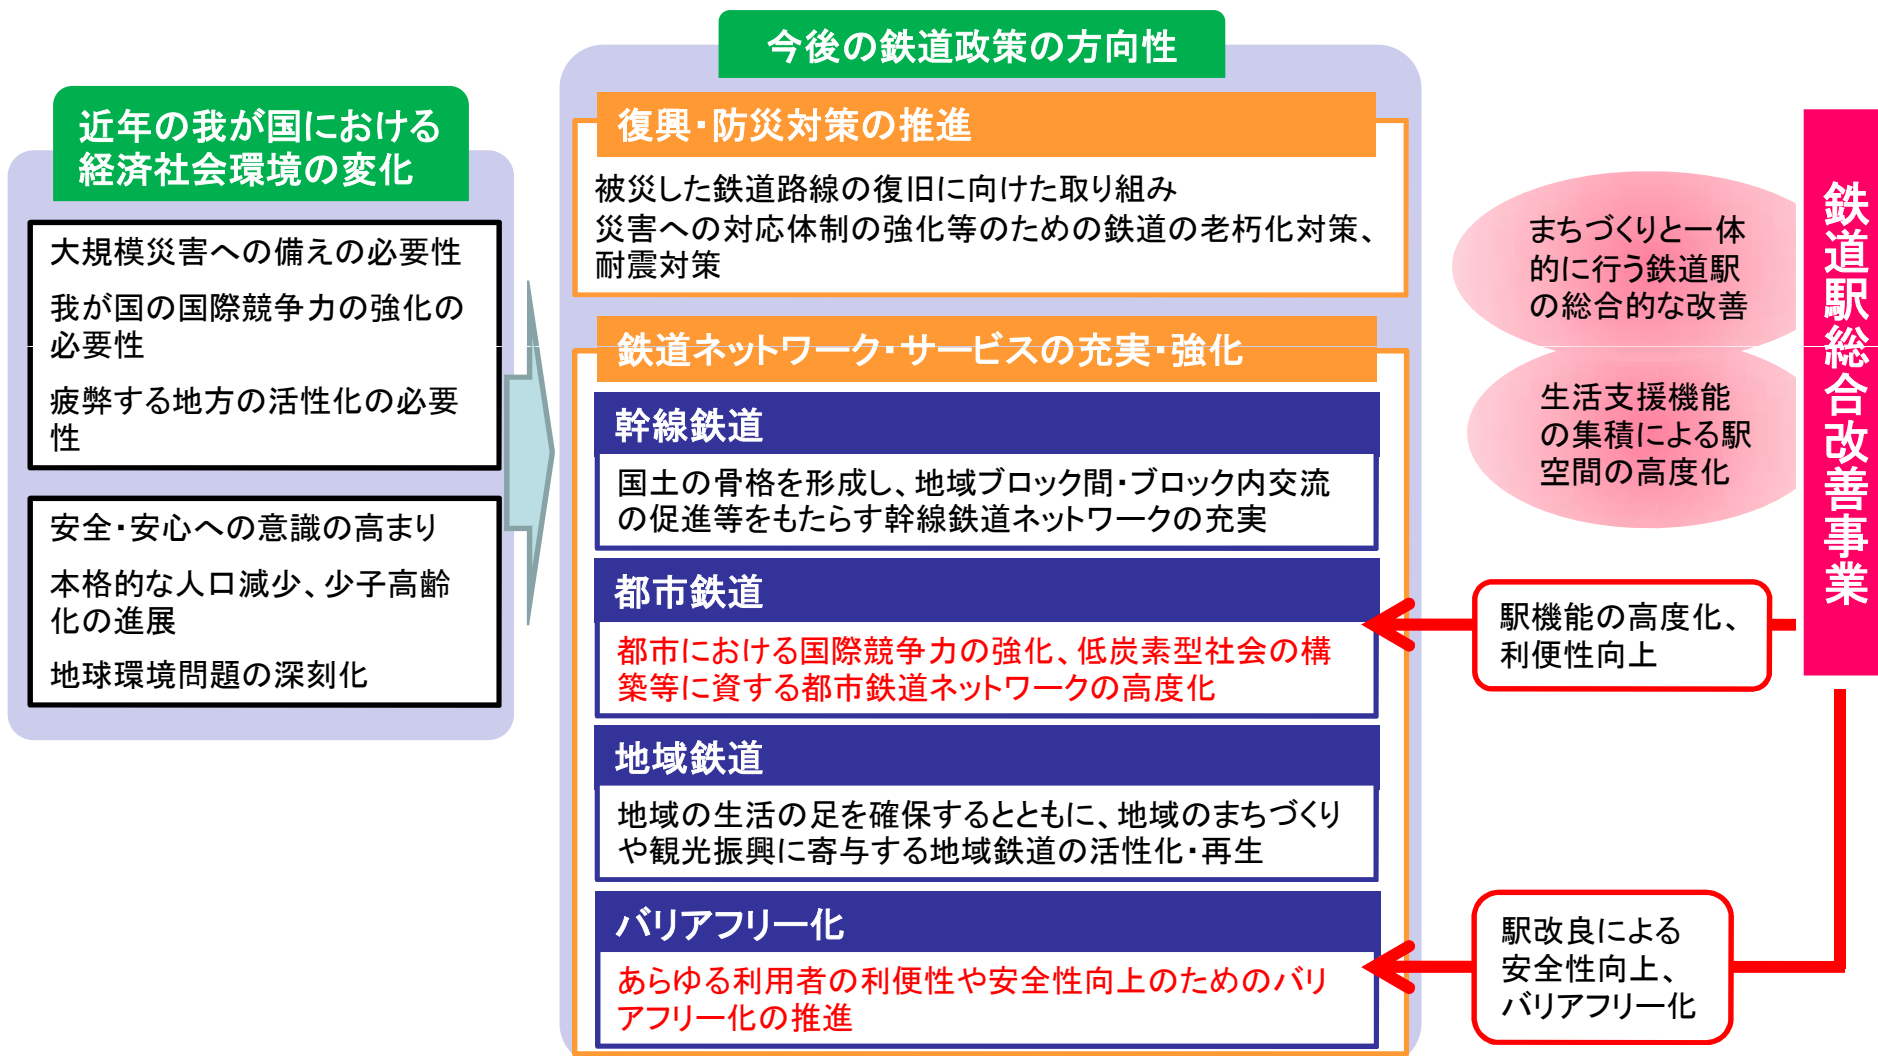 近年の我が国における
経済社会環境の変化
大規模災害への備えの必要性
我が国の国際競争力の強化の
必要性
疲弊する地方の活性化の必要
性
安全・安心への意識の高まり
本格的な人口減少、少子高齢
化の進展
地球環境問題の深刻化
今後の鉄道政策の方向性
復興・防災対策の推進
被災した鉄道路線の復旧に向けた取り組み
災害への対応体制の強化等のための鉄道の老朽化対策、
耐震対策
鉄道ネットワーク・サービスの充実・強化
幹線鉄道
国土の骨格を形成し、地域ブロック間・ブロック内交流
の促進等をもたらす幹線鉄道ネットワークの充実
都市鉄道
都市における国際競争力の強化、低炭素型社会の構
築等に資する都市鉄道ネットワークの高度化
地域鉄道
地域の生活の足を確保するとともに、地域のまちづくり
や観光振興に寄与する地域鉄道の活性化・再生
バリアフリー化
あらゆる利用者の利便性や安全性向上のためのバリ
アフリー化の推進
まちづくりと一体
的に行う鉄道駅
の総合的な改善
生活支援機能
の集積による駅
空間の高度化
駅機能の高度化、
利便性向上
駅改良による
安全性向上、
バリアフリー化
鉄道駅総合改善事業